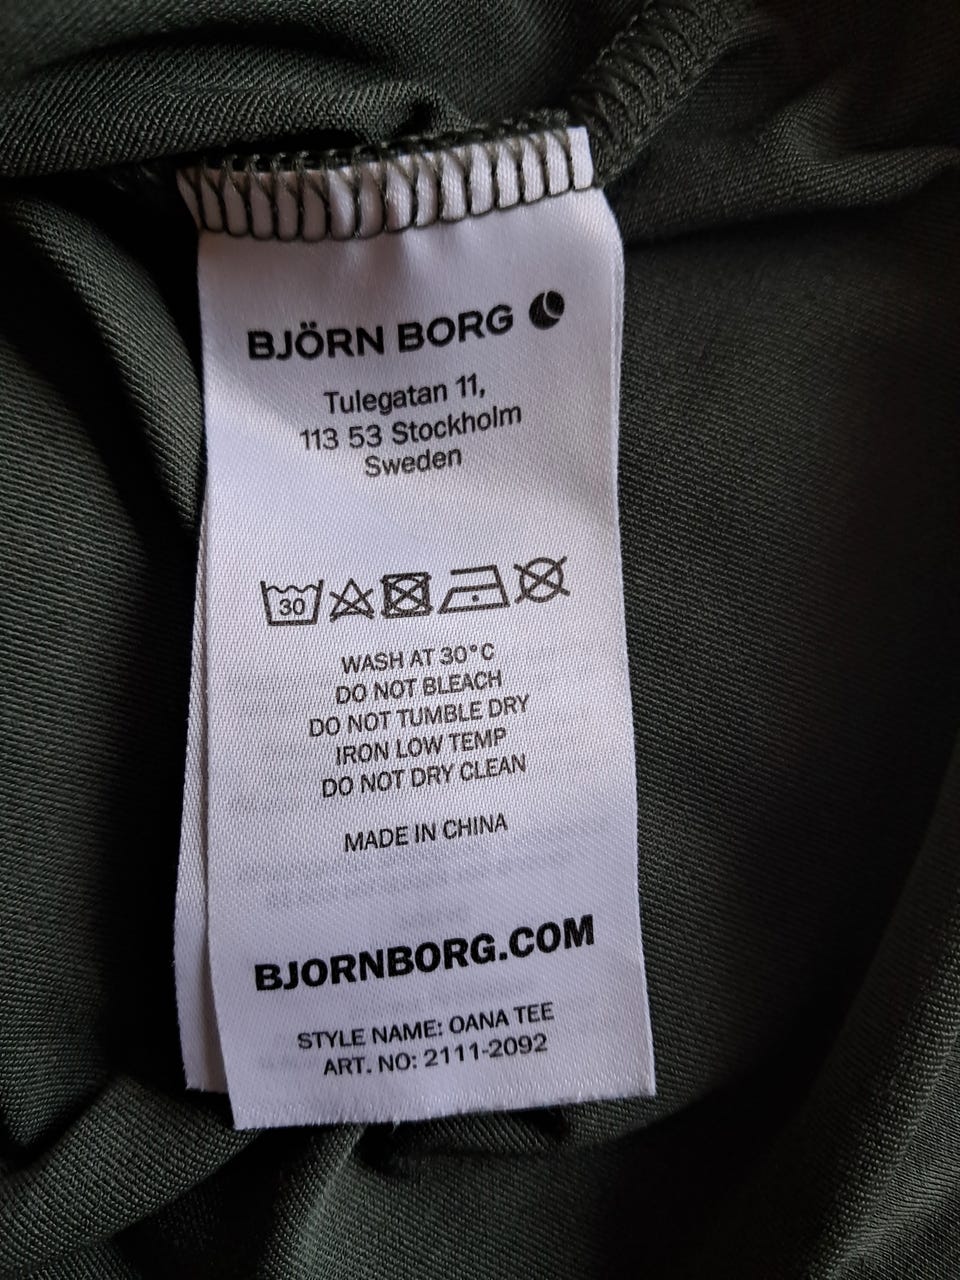 BJÖRN BORG
Tulegatan 11,
113 53 Stockholm
Sweden
30
WASH AT 30°C
DO NOT BLEACH
DO NOT TUMBLE DRY
IRON LOW TEMP
DO NOT DRY CLEAN
MADE IN CHINA
BJORNBORG.COM
STYLE NAME: OANA TEE
ART. NO: 2111-2092